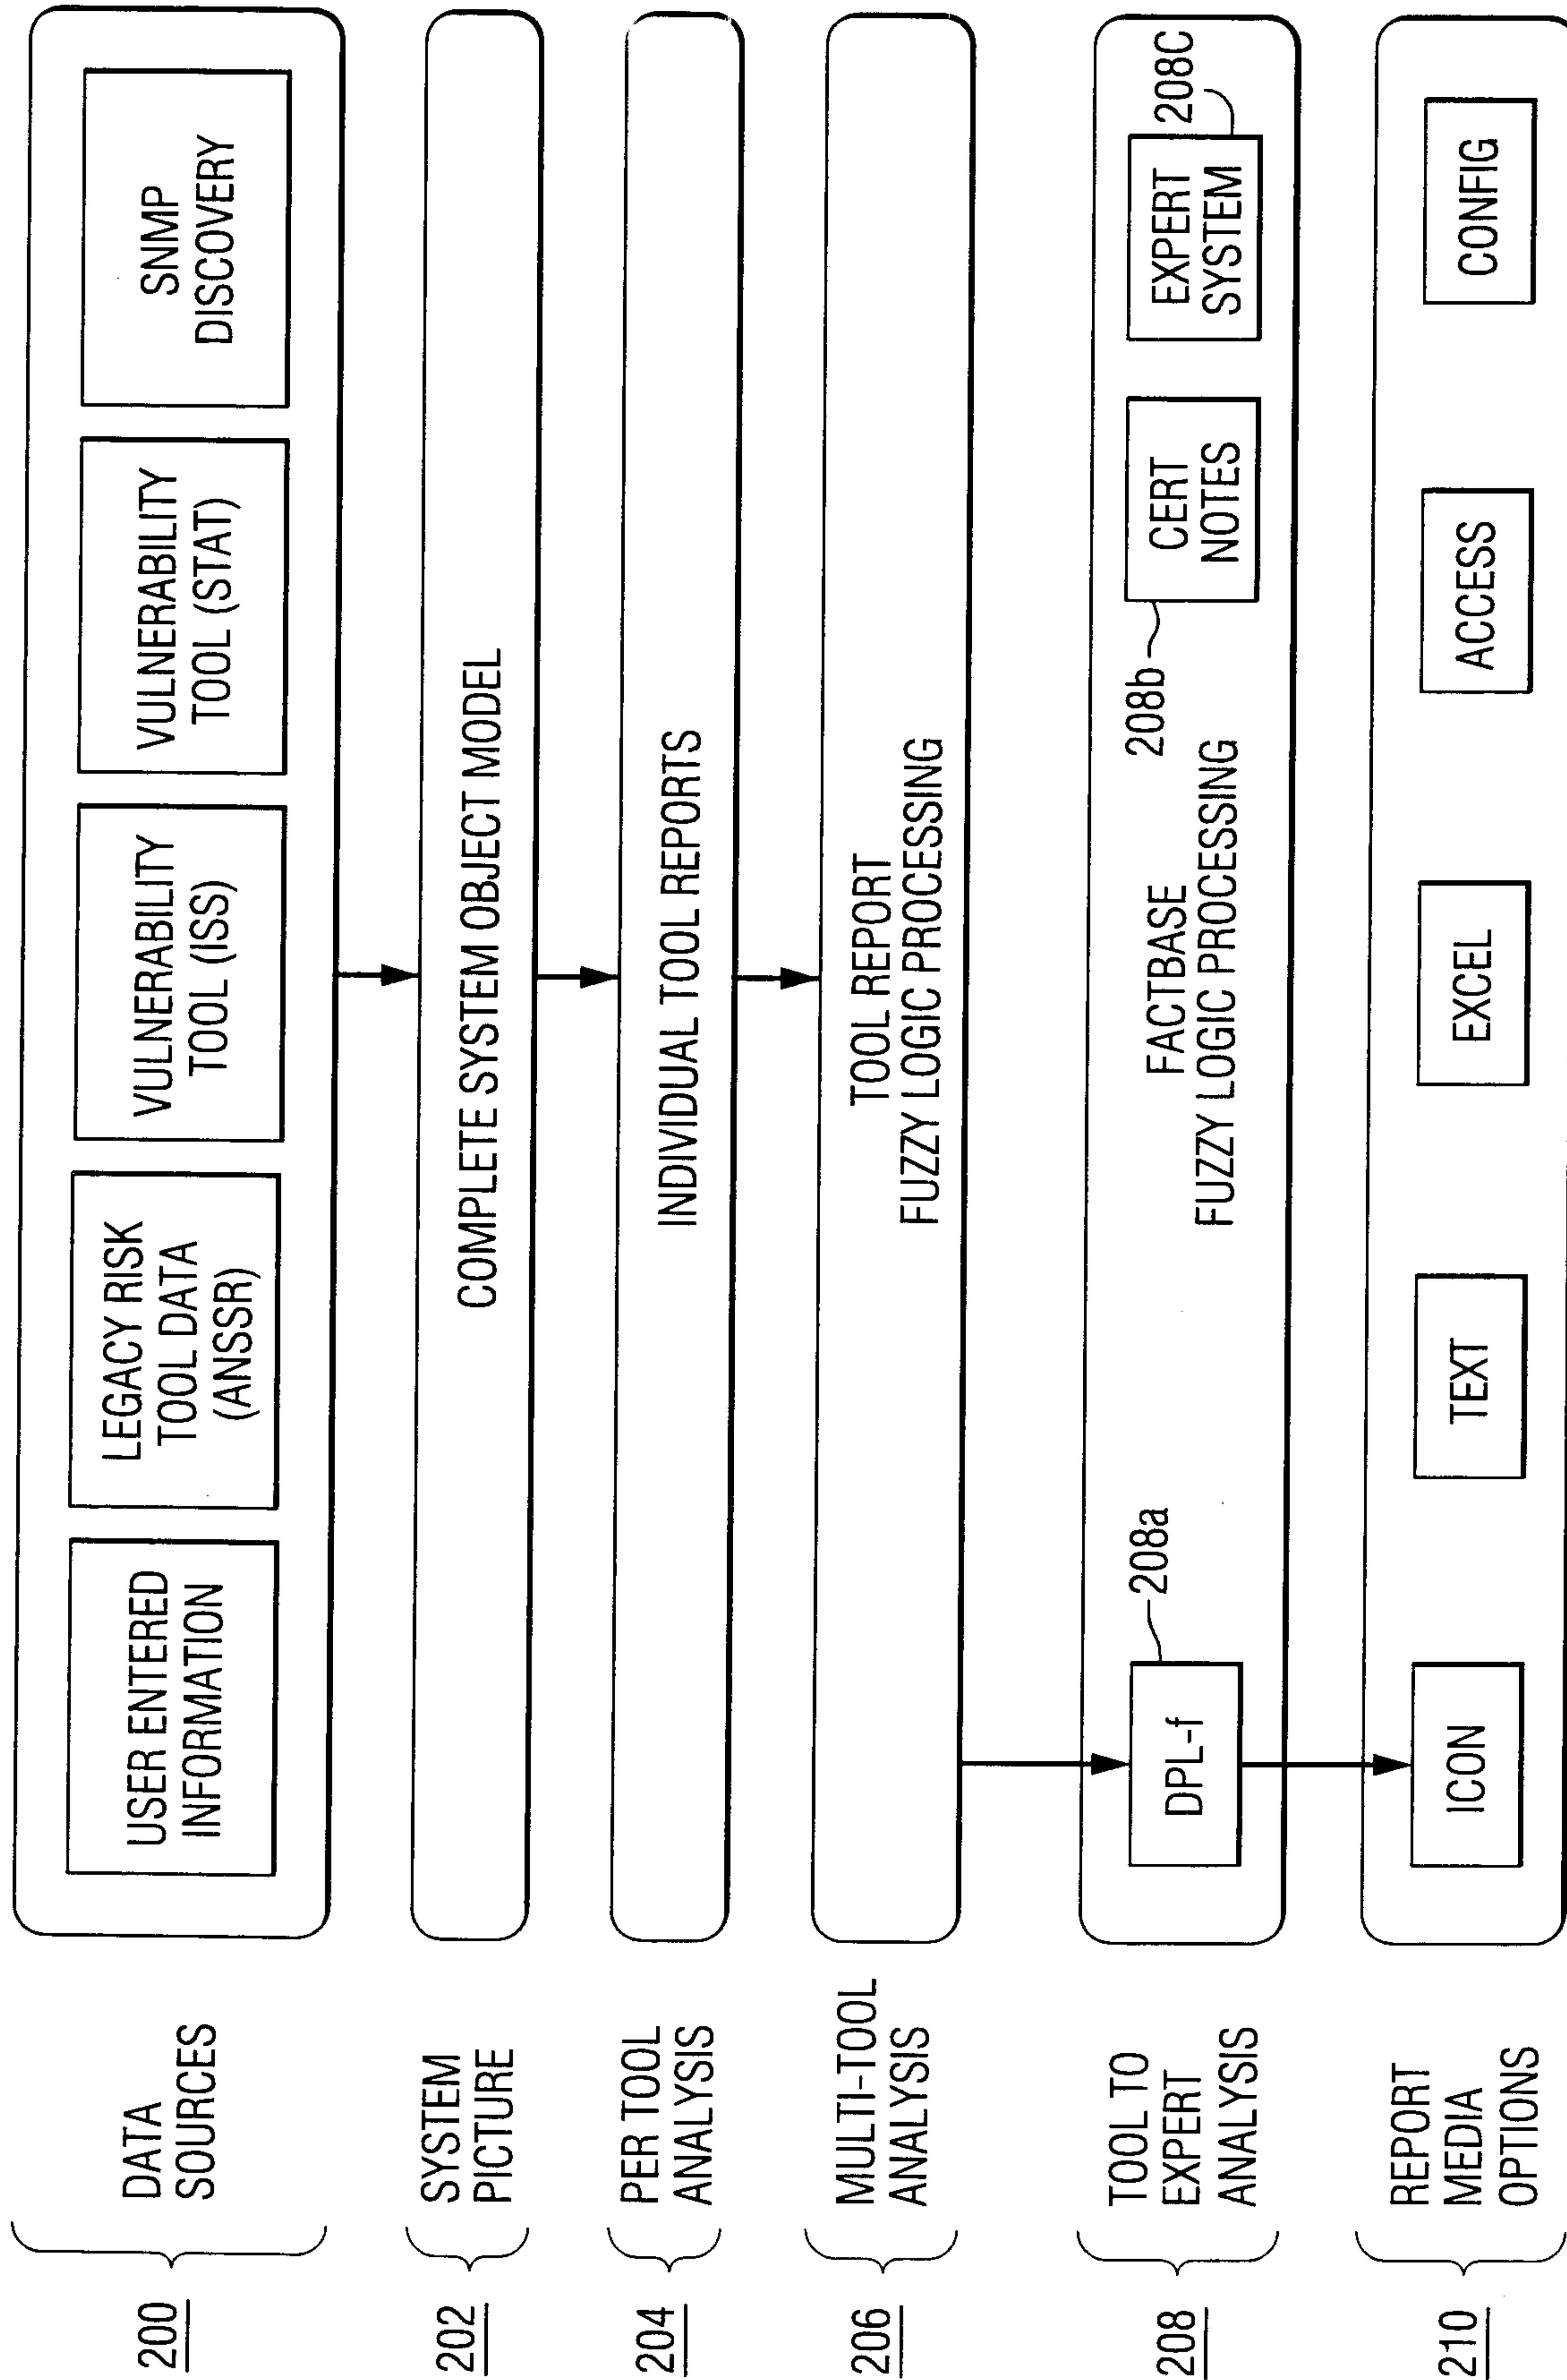 200
DATA
SOURCES
USER ENTERED
INFORMATION
LEGACY RISK
TOOL DATA
(ANSSR)
VULNERABILITY
TOOL (ISS)
VULNERABILITY
TOOL (STAT)
SNMP
DISCOVERY
202
SYSTEM
PICTURE
COMPLETE SYSTEM OBJECT MODEL
204
PER TOOL
ANALYSIS
INDIVIDUAL TOOL REPORTS
206
MULTI-TOOL
ANALYSIS
TOOL REPORT
FUZZY LOGIC PROCESSING
208
TOOL TO
EXPERT
ANALYSIS
DPL-f
208a
FACTBASE
FUZZY LOGIC PROCESSING
208b
CERT
NOTES
EXPERT
SYSTEM
208C
210
REPORT
MEDIA
OPTIONS
ICON
TEXT
EXCEL
ACCESS
CONFIG